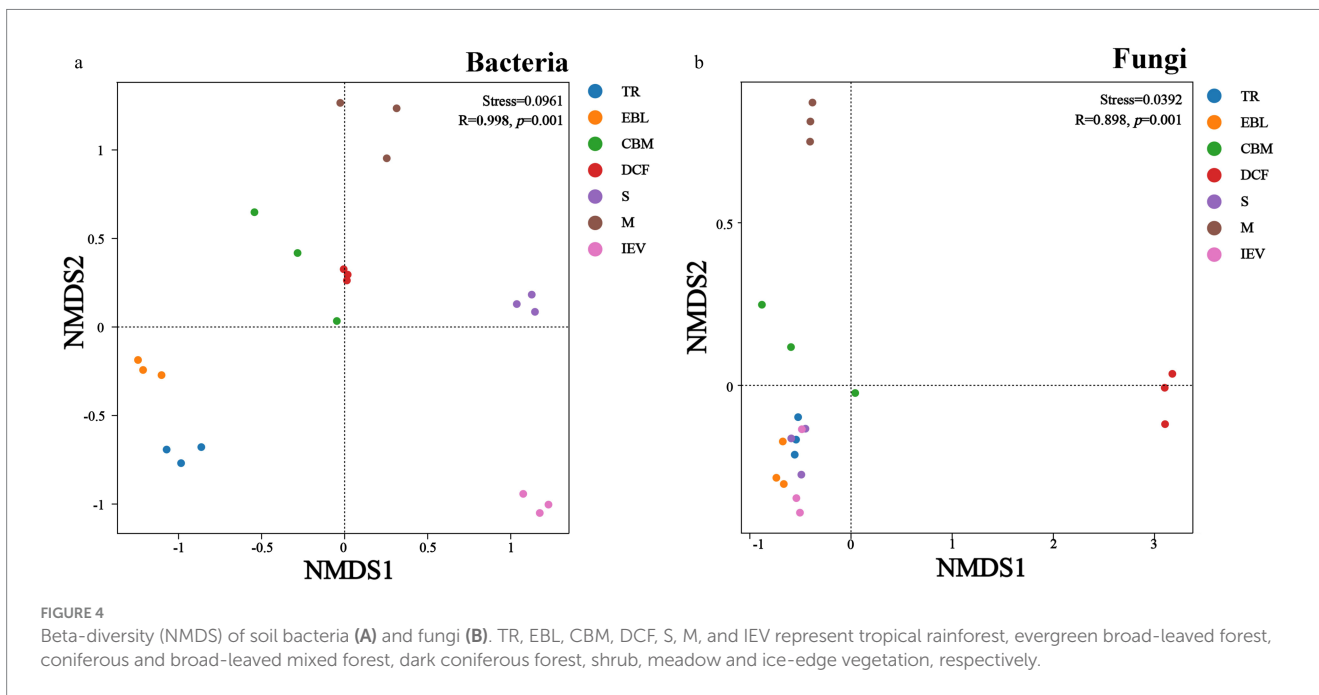 a
Bacteria
Stress=0.0961
R=0.998, p=0.001
TR
EBL
CBM
DCF
S
M
IEV
NMDS2
1
0.5
0
-0.5
-1
-1
-0.5
0
0.5
1
NMDS1
b
Fungi
Stress=0.0392
R=0.898, p=0.001
TR
EBL
CBM
DCF
S
M
IEV
NMDS2
0.5
0
-1
0
1
2
3
NMDS1
FIGURE 4
Beta-diversity (NMDS) of soil bacteria (A) and fungi (B). TR, EBL, CBM, DCF, S, M, and IEV represent tropical rainforest, evergreen broad-leaved forest,
coniferous and broad-leaved mixed forest, dark coniferous forest, shrub, meadow and ice-edge vegetation, respectively.